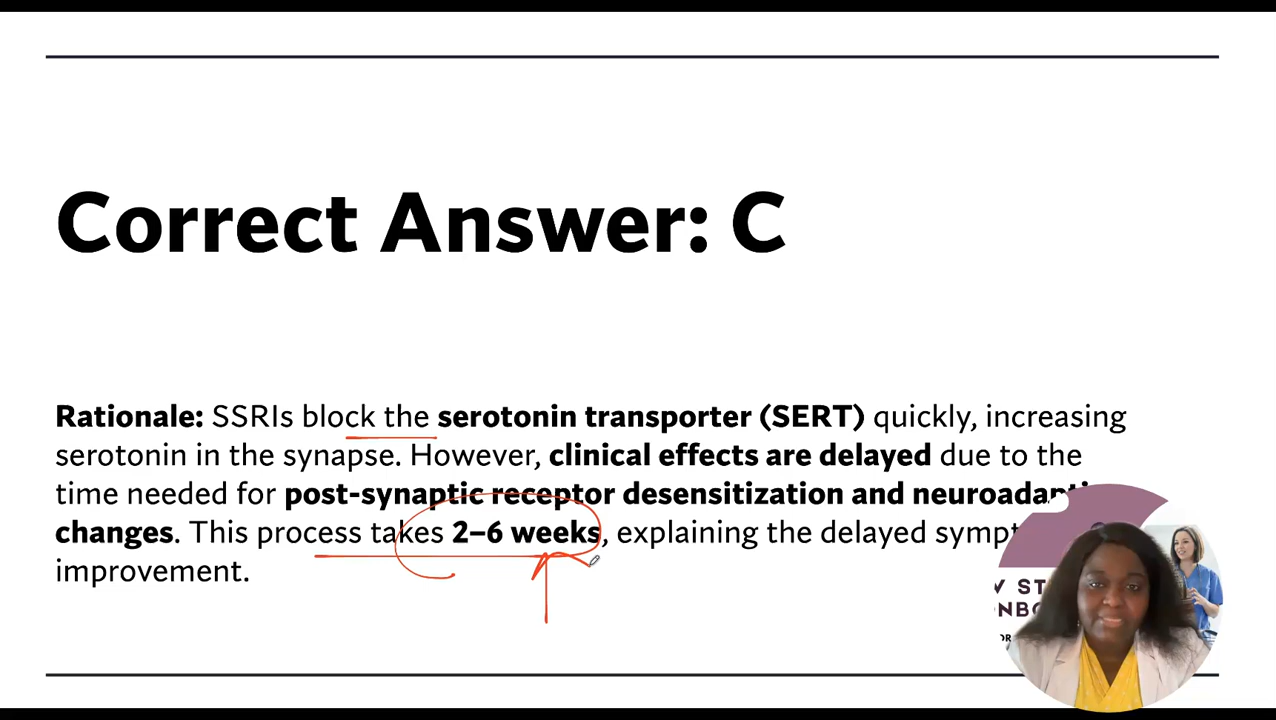 Correct Answer: C
Rationale: SSRIs block the serotonin transporter (SERT) quickly, increasing
serotonin in the synapse. However, clinical effects are delayed due to the
time needed for post-synaptic receptor desensitization and
changes. This process takes 2–6 weeks, explaining the delayed
improvement.